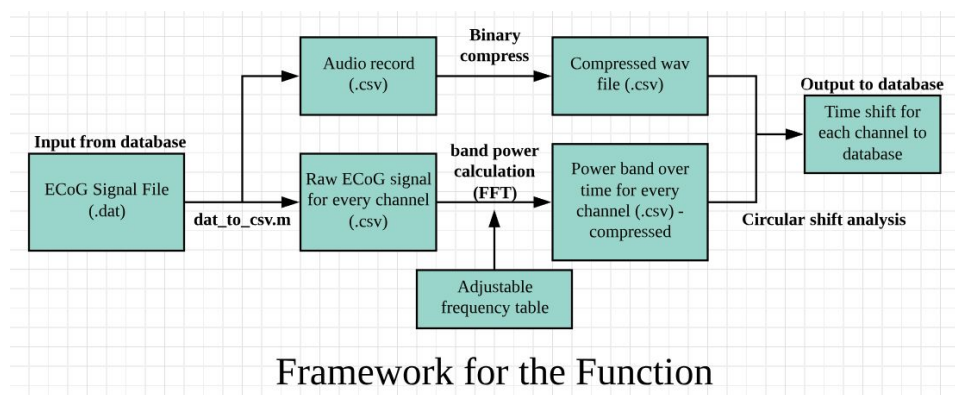 Input from database
ECoG Signal File
(.dat)
dat_to_csv.m
Audio record
(.csv)
Binary
compress
Compressed wav
file (.csv)
Raw ECoG signal
for every channel
(.csv)
band power
calculation
(FFT)
Adjustable
frequency table
Power band over
time for every
channel (.csv) -
compressed
Circular shift analysis
Output to database
Time shift for
each channel to
database
Framework for the Function